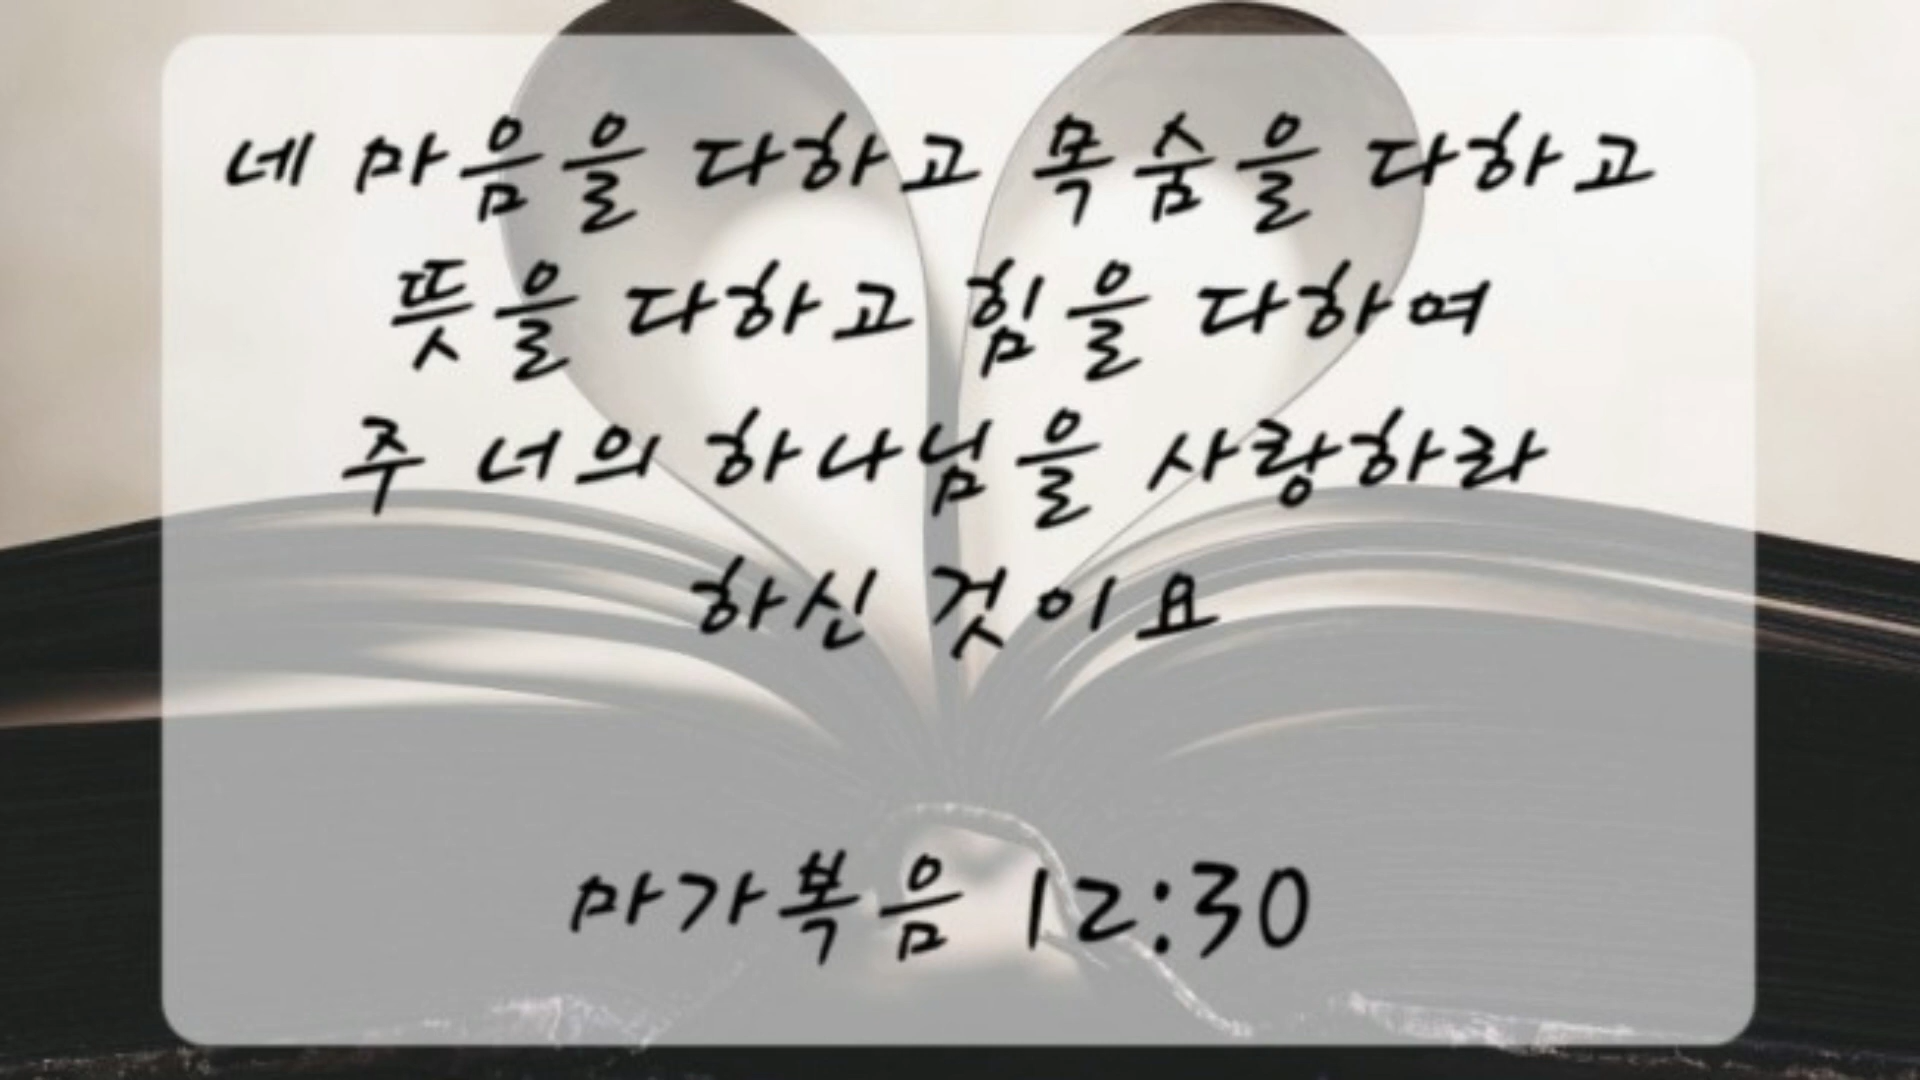 네 마음을 다하고 목숨을 다하고
뜻을 다하고 힘을 다하여
주 너의 하나님을 사랑하라
하신 것이요
마가복음 12:30